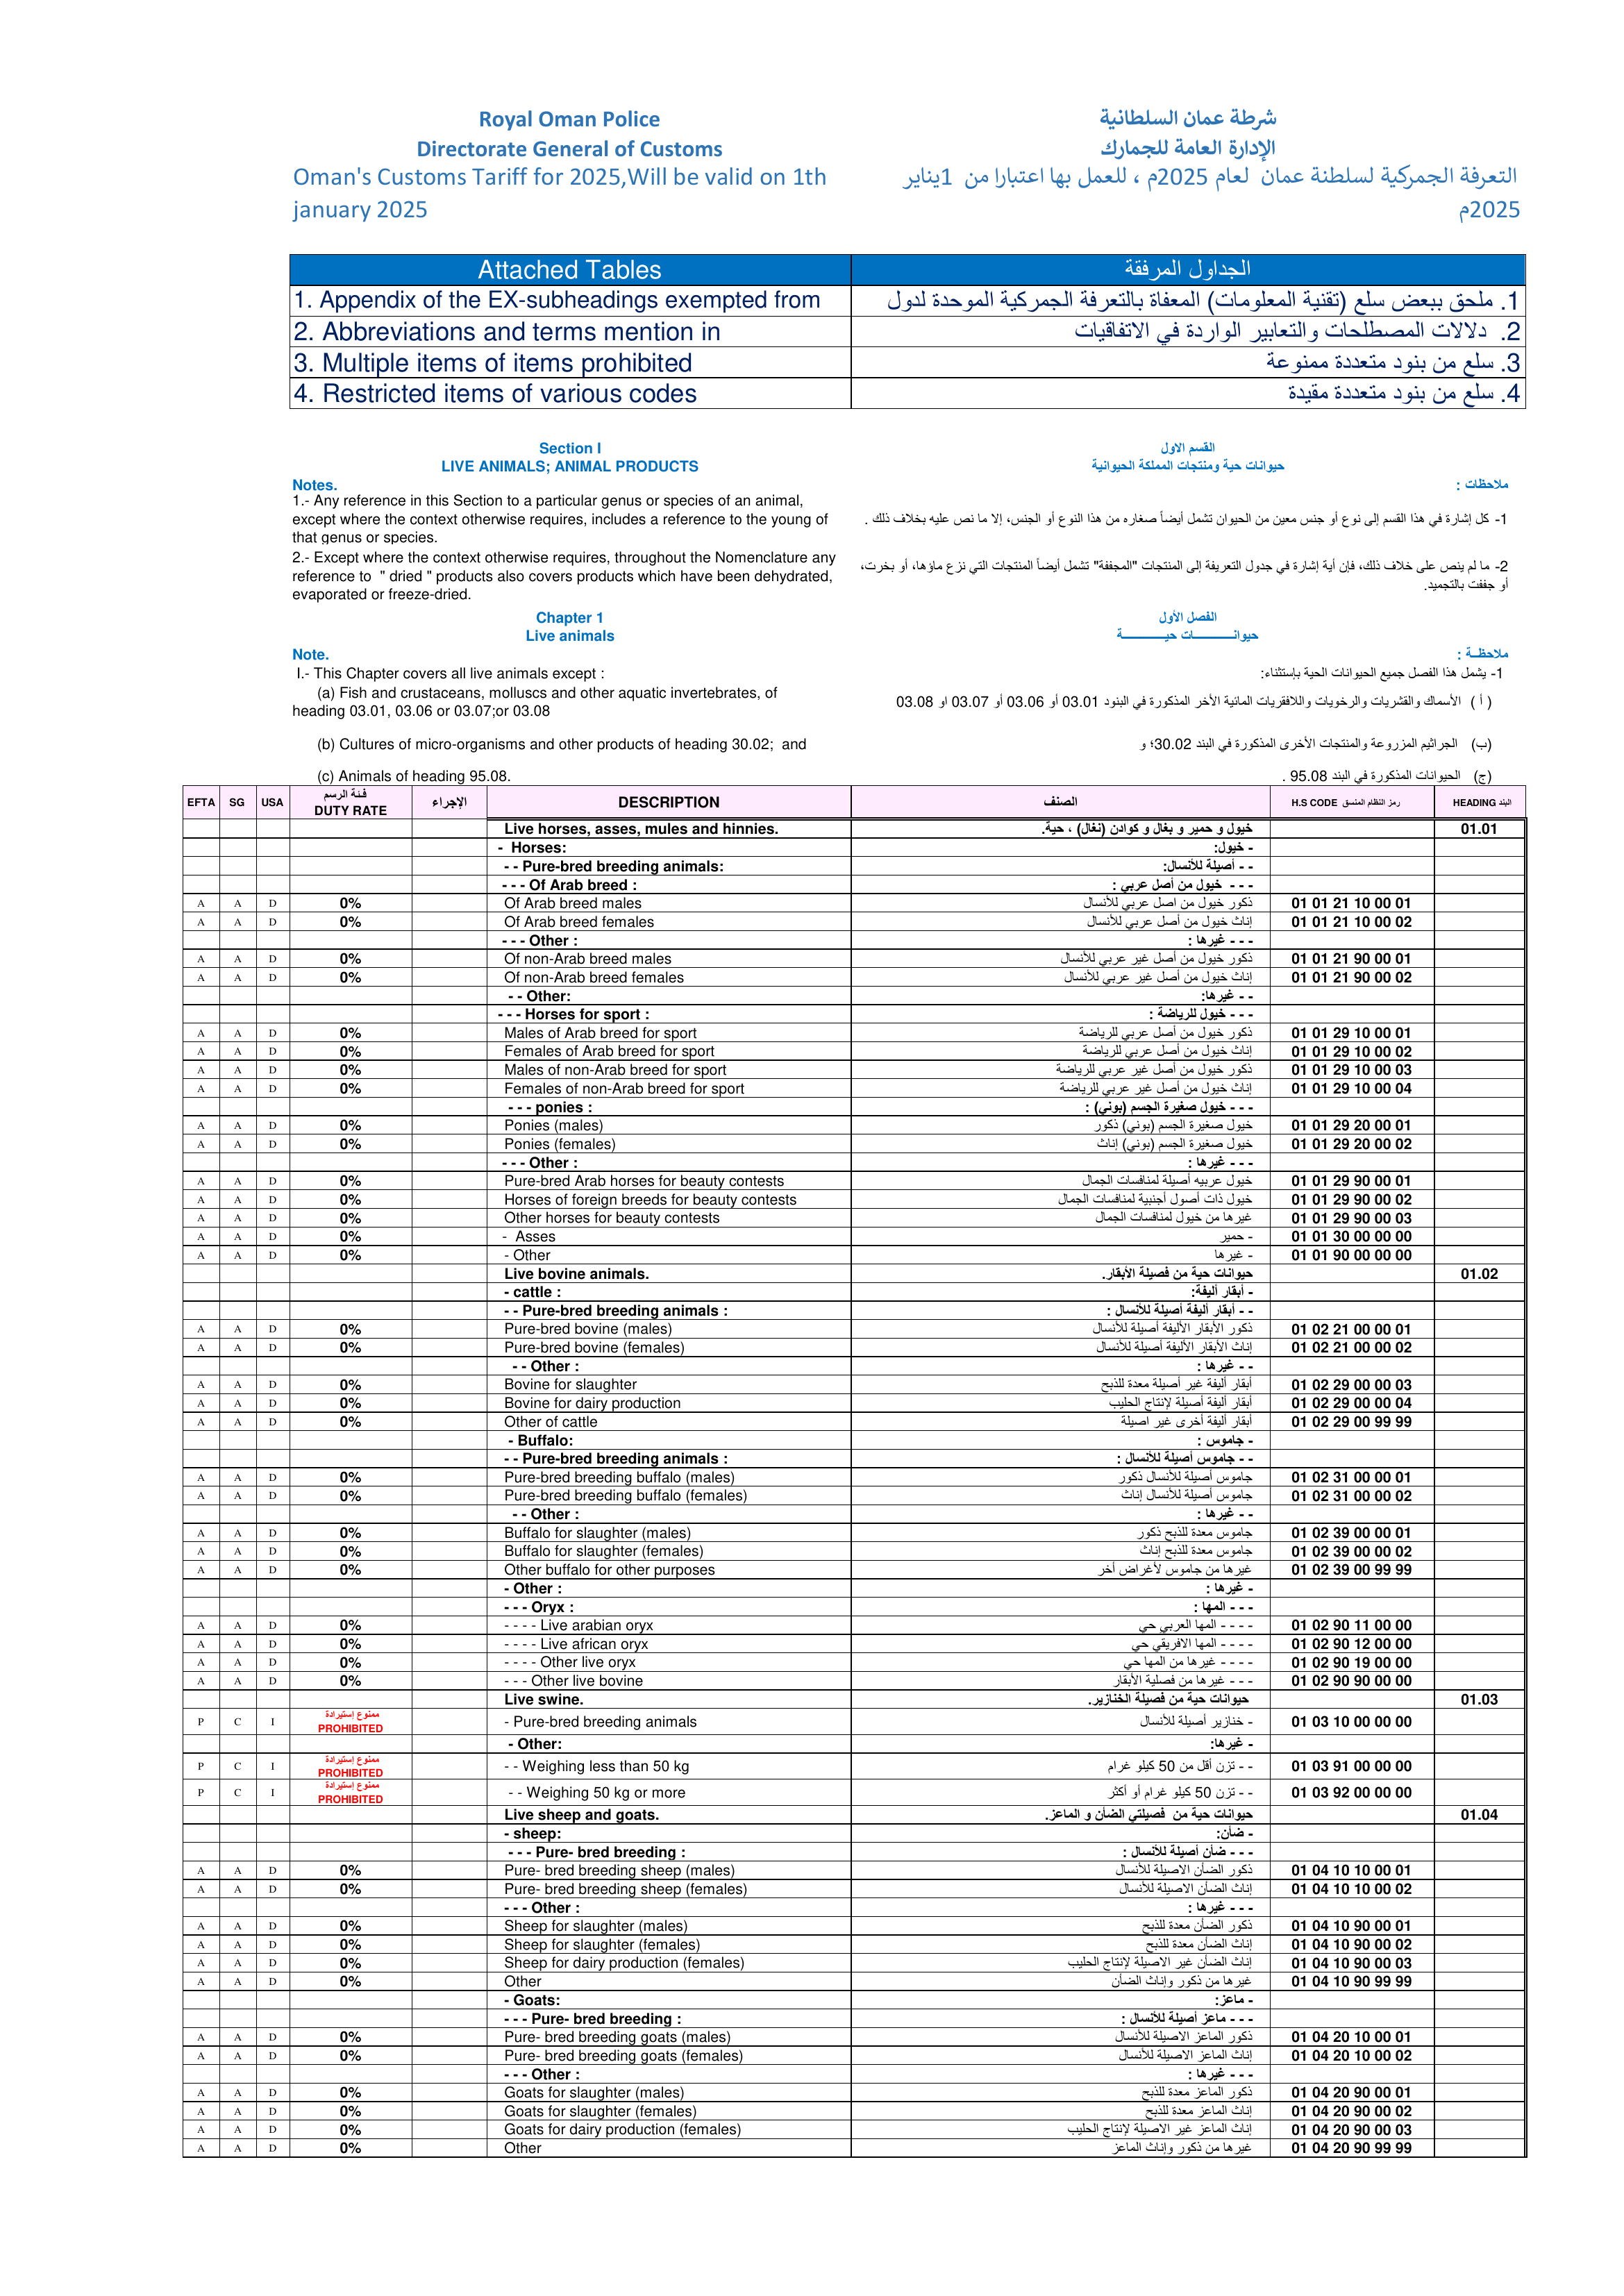 Royal Oman Police
شرطة عمان السلطانية
Directorate General of Customs
الإدارة العامة للجمارك
Oman's Customs Tariff for 2025,Will be valid on 1th
january 2025
التعرفة الجمركية لسلطنة عمان لعام 2025م ، للعمل بها اعتبارا من 1يناير
2025م
Attached Tables الجداول المرفقة
1. Appendix of the EX-subheadings exempted from 1. ملحق ببعض سلع (تقنية المعلومات) المعفاة بالتعرفة الجمركية الموحدة لدول
2. Abbreviations and terms mention in 2. دلالات المصطلحات والتعابير الواردة في الاتفاقيات
3. Multiple items of items prohibited 3. سلع من بنود متعددة ممنوعة
4. Restricted items of various codes 4. سلع من بنود متعددة مقيدة
Section I القسم الاول
LIVE ANIMALS; ANIMAL PRODUCTS حيوانات حية ومنتجات المملكة الحيوانية
Notes. ملاحظات :
1.- Any reference in this Section to a particular genus or species of an animal,
except where the context otherwise requires, includes a reference to the young of
that genus or species.
1- كل إشارة في هذا القسم إلى نوع أو جنس معين من الحيوان تشمل أيضاً صغاره من هذا النوع أو الجنس، إلا ما نص عليه بخلاف ذلك .
2.- Except where the context otherwise requires, throughout the Nomenclature any
reference to " dried " products also covers products which have been dehydrated,
evaporated or freeze-dried.
2- ما لم ينص على خلاف ذلك، فإن أية إشارة في جدول التعريفة إلى المنتجات "المجففة" تشمل أيضاً المنتجات التي نزع ماؤها، أو بخرت،
أو جففت بالتجميد.
Chapter 1 الفصل الأول
Live animals حيوانـــــــات حيـــــــة
Note. ملاحظــة :
I.- This Chapter covers all live animals except : 1- يشمل هذا الفصل جميع الحيوانات الحية بإستثناء:
(a) Fish and crustaceans, molluscs and other aquatic invertebrates, of
heading 03.01, 03.06 or 03.07;or 03.08
( أ ) الأسماك والقشريات والرخويات واللافقريات المائية الأخر المذكورة في البنود 03.01 أو 03.06 أو 03.07 او 03.08
(b) Cultures of micro-organisms and other products of heading 30.02; and (ب) الجراثيم المزروعة والمنتجات الأخرى المذكورة في البند 30.02؛ و
(c) Animals of heading 95.08. (ج) الحيوانات المذكورة في البند 95.08 .
EFTA SG USA فئة الرسم DUTY RATE الإجراء DESCRIPTION الصنف H.S CODE رمز النظام المنسق HEADING البند
Live horses, asses, mules and hinnies. خيول و حمير و بغال و كوادن (نغال) ، حية. 01.01
- Horses: - خيول:
- - Pure-bred breeding animals: - - أصيلة للأنسال:
- - - Of Arab breed : - - - خيول من أصل عربي :
A A D 0% Of Arab breed males ذكور خيول من اصل عربي للأنسال 01 01 21 10 00 01
A A D 0% Of Arab breed females إناث خيول من أصل عربي للأنسال 01 01 21 10 00 02
- - - Other : - - - غيرها :
A A D 0% Of non-Arab breed males ذكور خيول من أصل غير عربي للأنسال 01 01 21 90 00 01
A A D 0% Of non-Arab breed females إناث خيول من أصل غير عربي للأنسال 01 01 21 90 00 02
- - Other: - - غيرها:
- - - Horses for sport : - - - خيول للرياضة :
A A D 0% Males of Arab breed for sport ذكور خيول من أصل عربي للرياضة 01 01 29 10 00 01
A A D 0% Females of Arab breed for sport إناث خيول من أصل عربي للرياضة 01 01 29 10 00 02
A A D 0% Males of non-Arab breed for sport ذكور خيول من أصل غير عربي للرياضة 01 01 29 10 00 03
A A D 0% Females of non-Arab breed for sport إناث خيول من أصل غير عربي للرياضة 01 01 29 10 00 04
- - - ponies : - - - خيول صغيرة الجسم (بوني) :
A A D 0% Ponies (males) خيول صغيرة الجسم (بوني) ذكور 01 01 29 20 00 01
A A D 0% Ponies (females) خيول صغيرة الجسم (بوني) إناث 01 01 29 20 00 02
- - - Other : - - - غيرها :
A A D 0% Pure-bred Arab horses for beauty contests خيول عربيه أصيلة لمنافسات الجمال 01 01 29 90 00 01
A A D 0% Horses of foreign breeds for beauty contests خيول ذات أصول أجنبية لمنافسات الجمال 01 01 29 90 00 02
A A D 0% Other horses for beauty contests غيرها من خيول لمنافسات الجمال 01 01 29 90 00 03
A A D 0% - Asses - حمير 01 01 30 00 00 00
A A D 0% - Other - غيرها 01 01 90 00 00 00
Live bovine animals. حيوانات حية من فصيلة الأبقار. 01.02
- cattle : - أبقار أليفة:
- - Pure-bred breeding animals : - - أبقار أليفة أصيلة للأنسال :
A A D 0% Pure-bred bovine (males) ذكور الأبقار الأليفة أصيلة للأنسال 01 02 21 00 00 01
A A D 0% Pure-bred bovine (females) إناث الأبقار الأليفة أصيلة للأنسال 01 02 21 00 00 02
- - Other : - - غيرها :
A A D 0% Bovine for slaughter أبقار أليفة غير أصيلة معدة للذبح 01 02 29 00 00 03
A A D 0% Bovine for dairy production أبقار أليفة أصيلة لإنتاج الحليب 01 02 29 00 00 04
A A D 0% Other of cattle أبقار أليفة أخرى غير اصيلة 01 02 29 00 99 99
- Buffalo: - جاموس :
- - Pure-bred breeding animals : - - جاموس أصيلة للأنسال :
A A D 0% Pure-bred breeding buffalo (males) جاموس أصيلة للأنسال ذكور 01 02 31 00 00 01
A A D 0% Pure-bred breeding buffalo (females) جاموس أصيلة للأنسال إناث 01 02 31 00 00 02
- - Other : - - غيرها :
A A D 0% Buffalo for slaughter (males) جاموس معدة للذبح ذكور 01 02 39 00 00 01
A A D 0% Buffalo for slaughter (females) جاموس معدة للذبح إناث 01 02 39 00 00 02
A A D 0% Other buffalo for other purposes غيرها من جاموس لأغراض أخر 01 02 39 00 99 99
- Other : - غيرها :
- - - Oryx : - - - المها :
A A D 0% - - - - Live arabian oryx - - - - المها العربي حي 01 02 90 11 00 00
A A D 0% - - - - Live african oryx - - - - المها الافريقي حي 01 02 90 12 00 00
A A D 0% - - - - Other live oryx - - - - غيرها من المها حي 01 02 90 19 00 00
A A D 0% - - - Other live bovine - - - غيرها من فصلية الأبقار 01 02 90 90 00 00
Live swine. حيوانات حية من فصيلة الخنازير. 01.03
P C I ممنوع إستيرادة PROHIBITED - Pure-bred breeding animals - خنازير أصيلة للأنسال 01 03 10 00 00 00
- Other: - غيرها:
P C I ممنوع إستيرادة PROHIBITED - - Weighing less than 50 kg - - تزن أقل من 50 كيلو غرام 01 03 91 00 00 00
P C I ممنوع إستيرادة PROHIBITED - - Weighing 50 kg or more - - تزن 50 كيلو غرام أو أكثر 01 03 92 00 00 00
Live sheep and goats. حيوانات حية من فصيلتي الضأن و الماعز. 01.04
- sheep: - ضأن:
- - - Pure- bred breeding : - - - ضأن أصيلة للأنسال :
A A D 0% Pure- bred breeding sheep (males) ذكور الضأن الاصيلة للأنسال 01 04 10 10 00 01
A A D 0% Pure- bred breeding sheep (females) إناث الضأن الاصيلة للأنسال 01 04 10 10 00 02
- - - Other : - - - غيرها :
A A D 0% Sheep for slaughter (males) ذكور الضأن معدة للذبح 01 04 10 90 00 01
A A D 0% Sheep for slaughter (females) إناث الضأن معدة للذبح 01 04 10 90 00 02
A A D 0% Sheep for dairy production (females) إناث الضأن غير الاصيلة لإنتاج الحليب 01 04 10 90 00 03
A A D 0% Other غيرها من ذكور وإناث الضأن 01 04 10 90 99 99
- Goats: - ماعز:
- - - Pure- bred breeding : - - - ماعز أصيلة للأنسال :
A A D 0% Pure- bred breeding goats (males) ذكور الماعز الاصيلة للأنسال 01 04 20 10 00 01
A A D 0% Pure- bred breeding goats (females) إناث الماعز الاصيلة للأنسال 01 04 20 10 00 02
- - - Other : - - - غيرها :
A A D 0% Goats for slaughter (males) ذكور الماعز معدة للذبح 01 04 20 90 00 01
A A D 0% Goats for slaughter (females) إناث الماعز معدة للذبح 01 04 20 90 00 02
A A D 0% Goats for dairy production (females) إناث الماعز غير الاصيلة لإنتاج الحليب 01 04 20 90 00 03
A A D 0% Other غيرها من ذكور وإناث الماعز 01 04 20 90 99 99